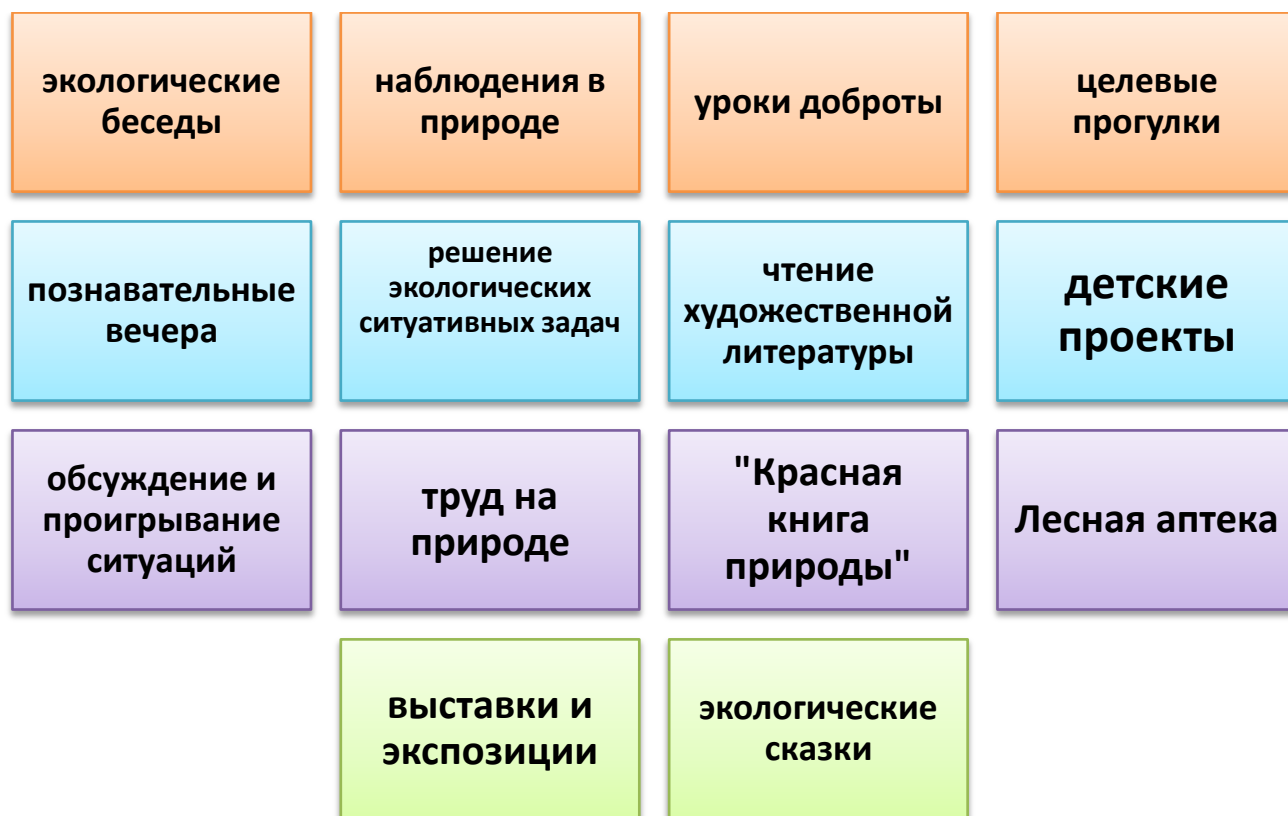 экологические
беседы
наблюдения в
природе
уроки доброты
целевые
прогулки
познавательные
вечера
решение
экологических
ситуативных задач
чтение
художественной
литературы
детские
проекты
обсуждение и
проигрывание
ситуаций
труд на
природе
"Красная
книга
природы"
Лесная аптека
выставки и
экспозиции
экологические
сказки